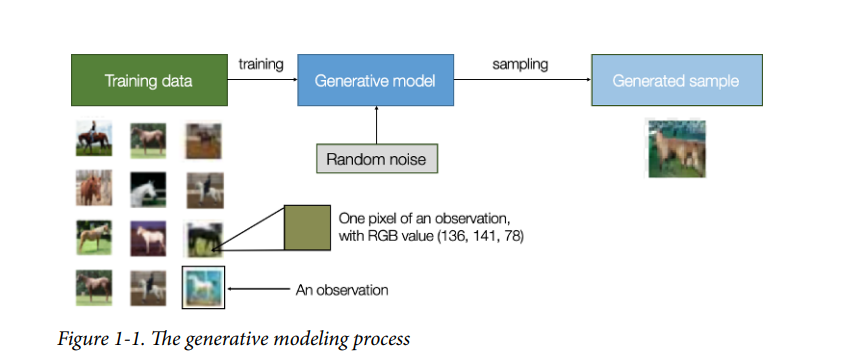 training
sampling
Training data
Generative model
Generated sample
Random noise
One pixel of an observation,
with RGB value (136, 141, 78)
An observation
Figure 1-1. The generative modeling process